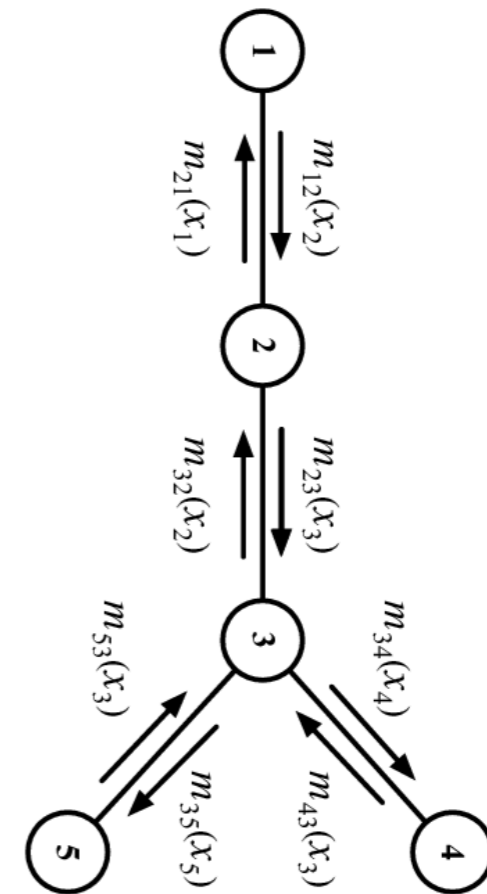 1
m₁₂(x₂)
m₂₁(x₁)
2
m₂₃(x₃)
m₃₂(x₂)
3
m₃₄(x₄)
m₅₃(x₃)
m₄₃(x₃)
m₃₅(x₅)
4
5